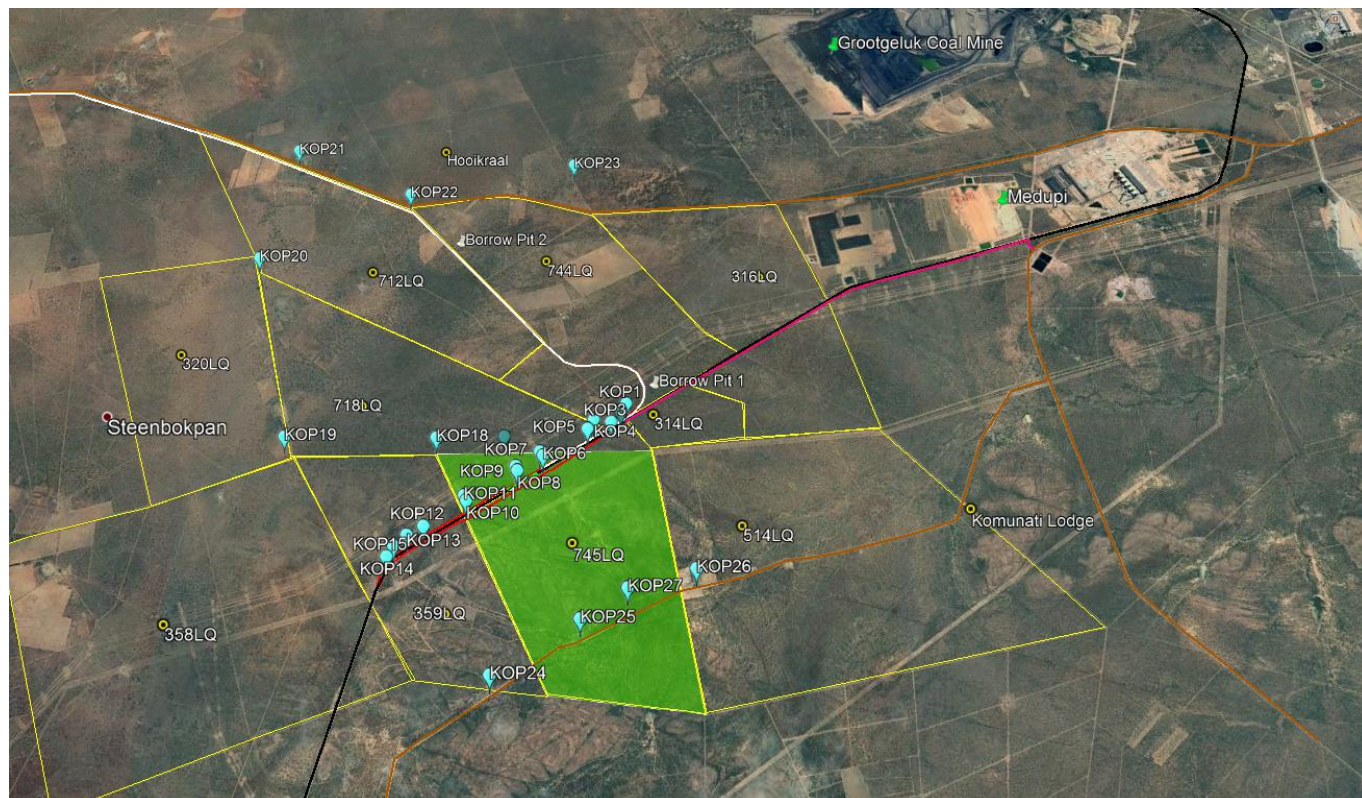 Grootgeluk Coal Mine
KOP21
Hooikraal
KOP23
KOP22
Medupi
Borrow Pit 2
KOP20
744LQ
712LQ
316LQ
320LQ
Borrow Pit 1
KOP1
718LQ
KOP3
314LQ
Steenbokpan
KOP5
KOP4
KOP19
KOP18
KOP7
KOP6
KOP9
KOP8
KOP11
KOP10
KOP12
Komunati Lodge
514LQ
KOP13
KOP15
745LQ
KOP14
KOP26
KOP27
359LQ
KOP25
358LQ
KOP24